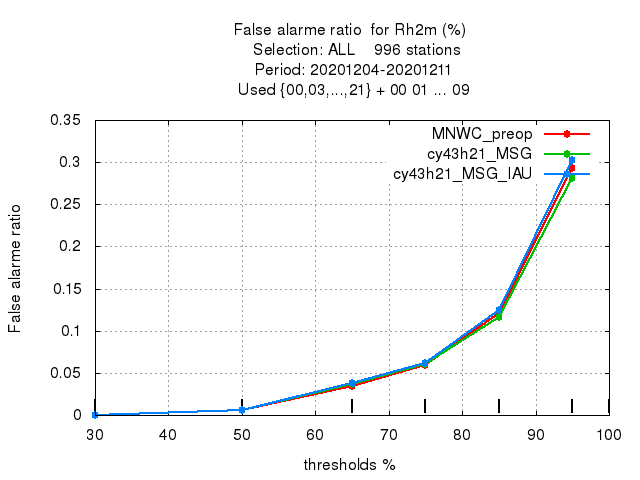 False alarme ratio  for Rh2m (%)
Selection: ALL    996 stations
Period: 20201204-20201211
Used {00,03,...,21} + 00 01 ... 09
MNWC_preop
cy43h21_MSG
cy43h21_MSG_IAU
False alarme ratio
0.35
0.3
0.25
0.2
0.15
0.1
0.05
0
30 40 50 60 70 80 90 100
thresholds %